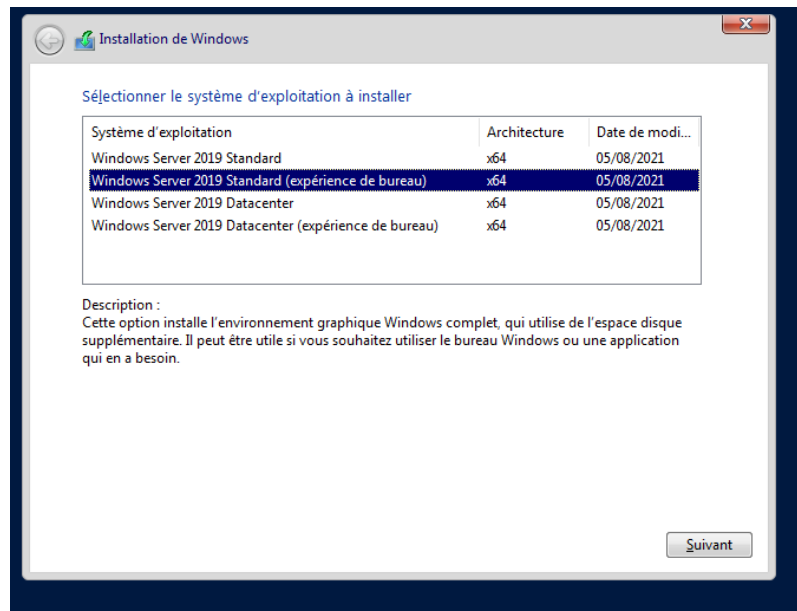 Installation de Windows
Sélectionner le système d'exploitation à installer
Système d'exploitation Architecture Date de modi...
Windows Server 2019 Standard x64 05/08/2021
Windows Server 2019 Standard (expérience de bureau) x64 05/08/2021
Windows Server 2019 Datacenter x64 05/08/2021
Windows Server 2019 Datacenter (expérience de bureau) x64 05/08/2021
Description :
Cette option installe l'environnement graphique Windows complet, qui utilise de l'espace disque
supplémentaire. Il peut être utile si vous souhaitez utiliser le bureau Windows ou une application
qui en a besoin.
Suivant